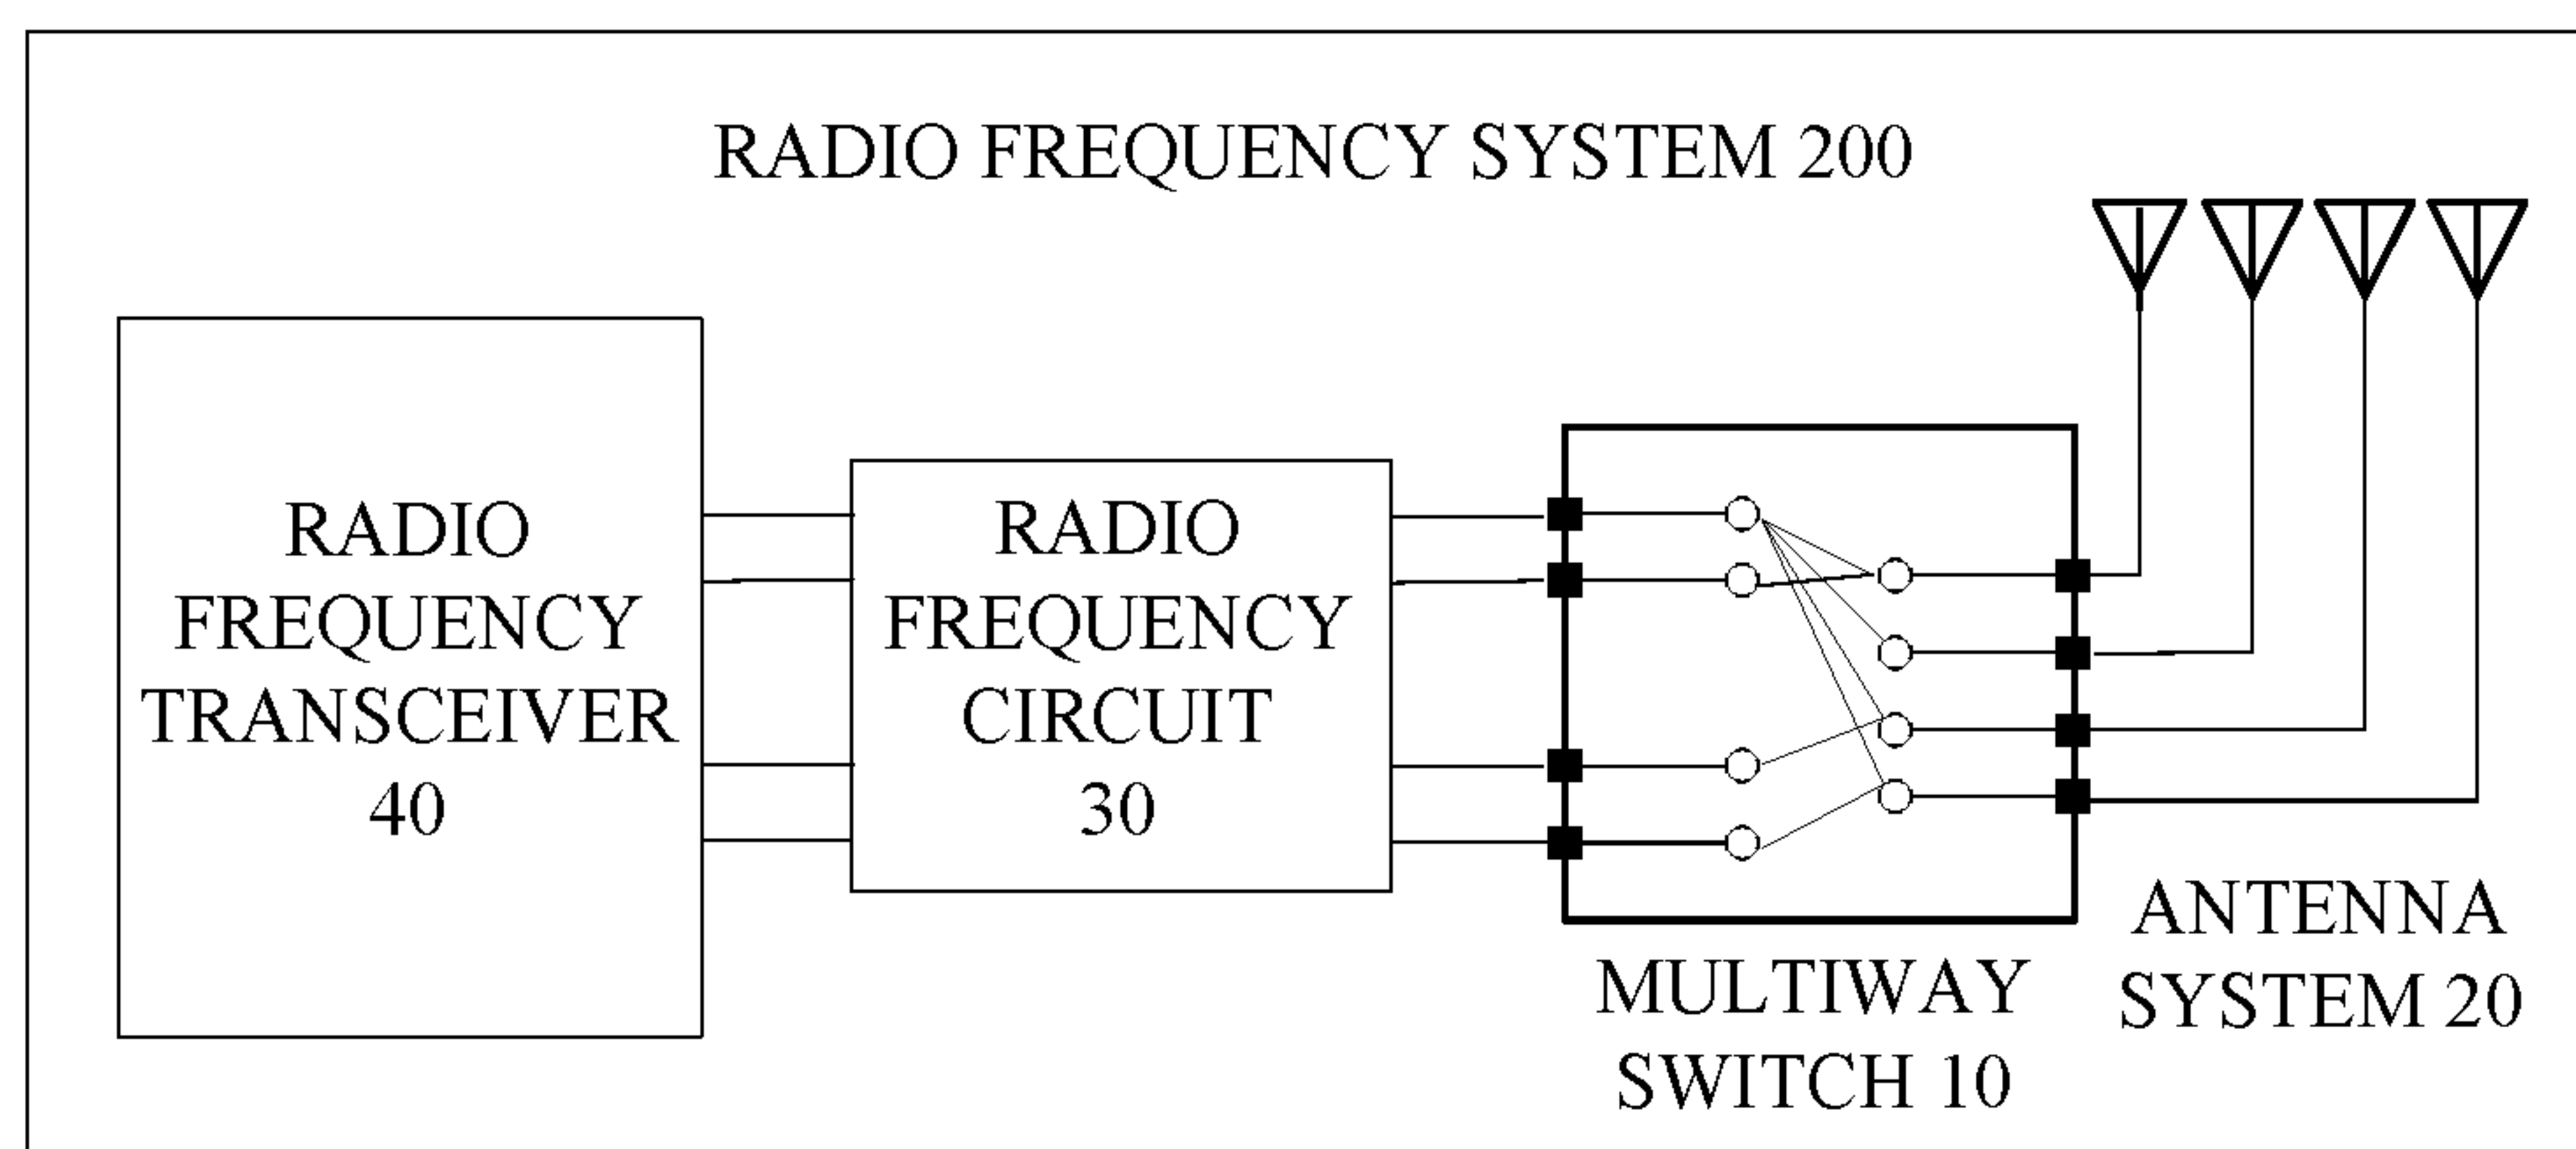 RADIO FREQUENCY SYSTEM 200
RADIO
FREQUENCY
TRANSCEIVER
40
RADIO
FREQUENCY
CIRCUIT
30
MULTIWAY
SWITCH 10
ANTENNA
SYSTEM 20